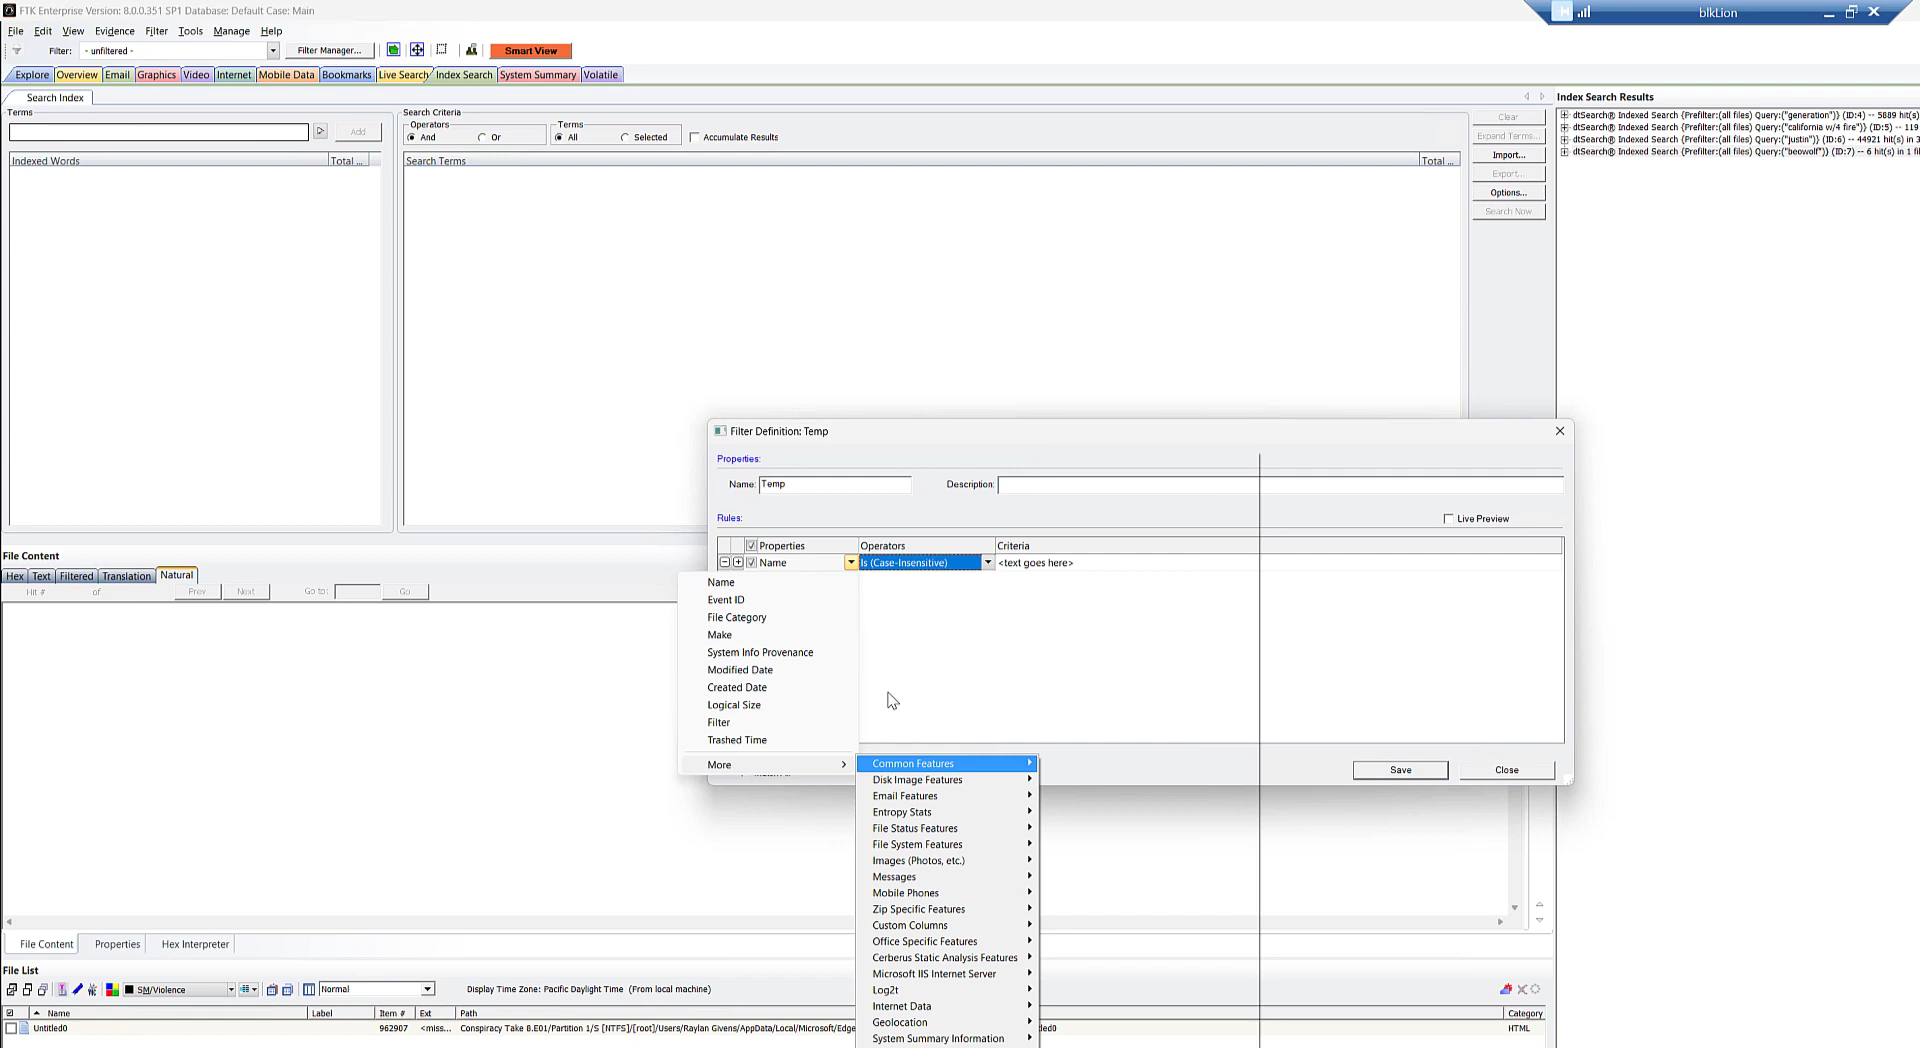 FTK Enterprise Version: 8.0.0.351 SP1 Database: Default Case: Main
blkLion
File Edit View Evidence Filter Tools Manage Help
Filter: - unfiltered - Filter Manager... Smart View
Explore Overview Email Graphics Video Internet Mobile Data Bookmarks Live Search Index Search System Summary Volatile
Search Index
Index Search Results
Terms
Search Criteria
Operators
Terms
And Or All Selected Accumulate Results
Add
Clear
Expand Terms...
Import...
Export...
Options...
Search Now
Indexed Words Total ...
Search Terms Total ...
dtSearch® Indexed Search {Prefilter:(all files) Query:("generation")} (ID:4) -- 5889 hit(s)
dtSearch® Indexed Search {Prefilter:(all files) Query:("california w/4 fire")} (ID:5) -- 119
dtSearch® Indexed Search {Prefilter:(all files) Query:("justin")} (ID:6) -- 44921 hit(s) in 3
dtSearch® Indexed Search {Prefilter:(all files) Query:("beowolf")} (ID:7) -- 6 hit(s) in 1 fil
Filter Definition: Temp
Properties:
Name: Temp Description:
Rules:
Live Preview
Properties Operators Criteria
Name Is (Case-Insensitive) <text goes here>
Name
Event ID
File Category
Make
System Info Provenance
Modified Date
Created Date
Logical Size
Filter
Trashed Time
More
Common Features
Disk Image Features
Email Features
Entropy Stats
File Status Features
File System Features
Images (Photos, etc.)
Messages
Mobile Phones
Zip Specific Features
Custom Columns
Office Specific Features
Cerberus Static Analysis Features
Microsoft IIS Internet Server
Log2t
Internet Data
Geolocation
System Summary Information
Save Close
File Content
Hex Text Filtered Translation Natural
Hit # of Prev Next Go to: Go
File Content Properties Hex Interpreter
File List
SM/Violence Normal Display Time Zone: Pacific Daylight Time (From local machine)
Name Label Item # Ext Path Category
Untitled0 962907 <miss... Conspiracy Take 8.E01/Partition 1/S [NTFS]/[root]/Users/Raylan Givens/AppData/Local/Microsoft/Edge ded0 HTML